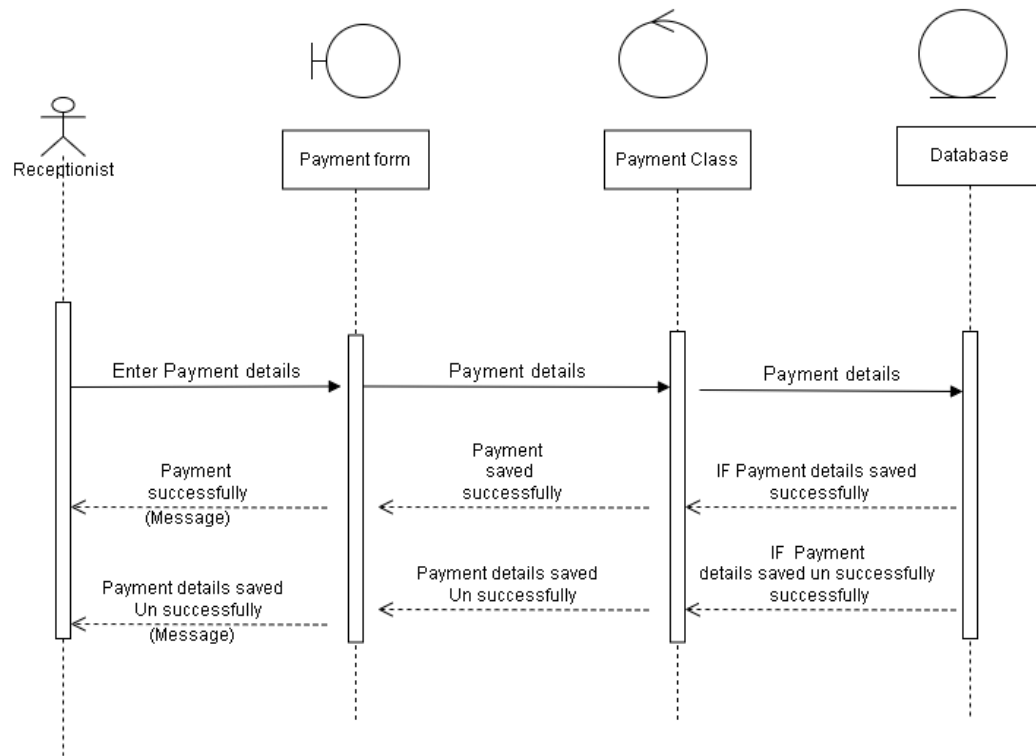 Receptionist
Payment form
Payment Class
Database
Enter Payment details
Payment details
Payment details
Payment
successfully
(Message)
Payment
saved
successfully
IF Payment details saved
successfully
Payment details saved
Un successfully
(Message)
Payment details saved
Un successfully
IF Payment
details saved un successfully
successfully